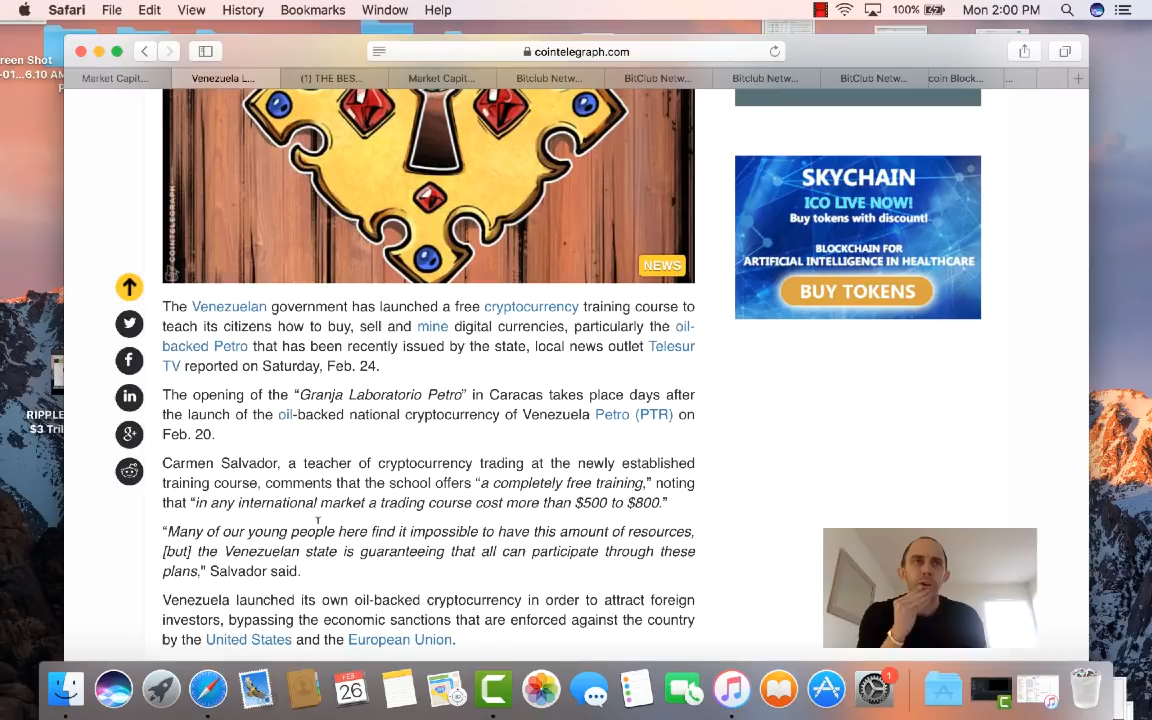 Safari File Edit View History Bookmarks Window Help 100% Mon 2:00 PM
creen Shot
-01...6.10 AM
cointelegraph.com
Market Capit... Venezuela L... (1) THE BES... Market Capit... Bitclub Netw... BitClub Netw... Bitclub Netw... BitClub Netw... coin Block... ...
COINTELEGRAPH
NEWS
SKYCHAIN
ICO LIVE NOW!
Buy tokens with discount!
BLOCKCHAIN FOR
ARTIFICIAL INTELLIGENCE IN HEALTHCARE
BUY TOKENS
The Venezuelan government has launched a free cryptocurrency training course to
teach its citizens how to buy, sell and mine digital currencies, particularly the oil-
backed Petro that has been recently issued by the state, local news outlet Telesur
TV reported on Saturday, Feb. 24.
The opening of the “Granja Laboratorio Petro” in Caracas takes place days after
the launch of the oil-backed national cryptocurrency of Venezuela Petro (PTR) on
Feb. 20.
RIPPLE
$3 Tril
Carmen Salvador, a teacher of cryptocurrency trading at the newly established
training course, comments that the school offers “a completely free training,” noting
that “in any international market a trading course cost more than $500 to $800.”
“Many of our young people here find it impossible to have this amount of resources,
[but] the Venezuelan state is guaranteeing that all can participate through these
plans,” Salvador said.
Venezuela launched its own oil-backed cryptocurrency in order to attract foreign
investors, bypassing the economic sanctions that are enforced against the country
by the United States and the European Union.
in
g+
FEB
26
1